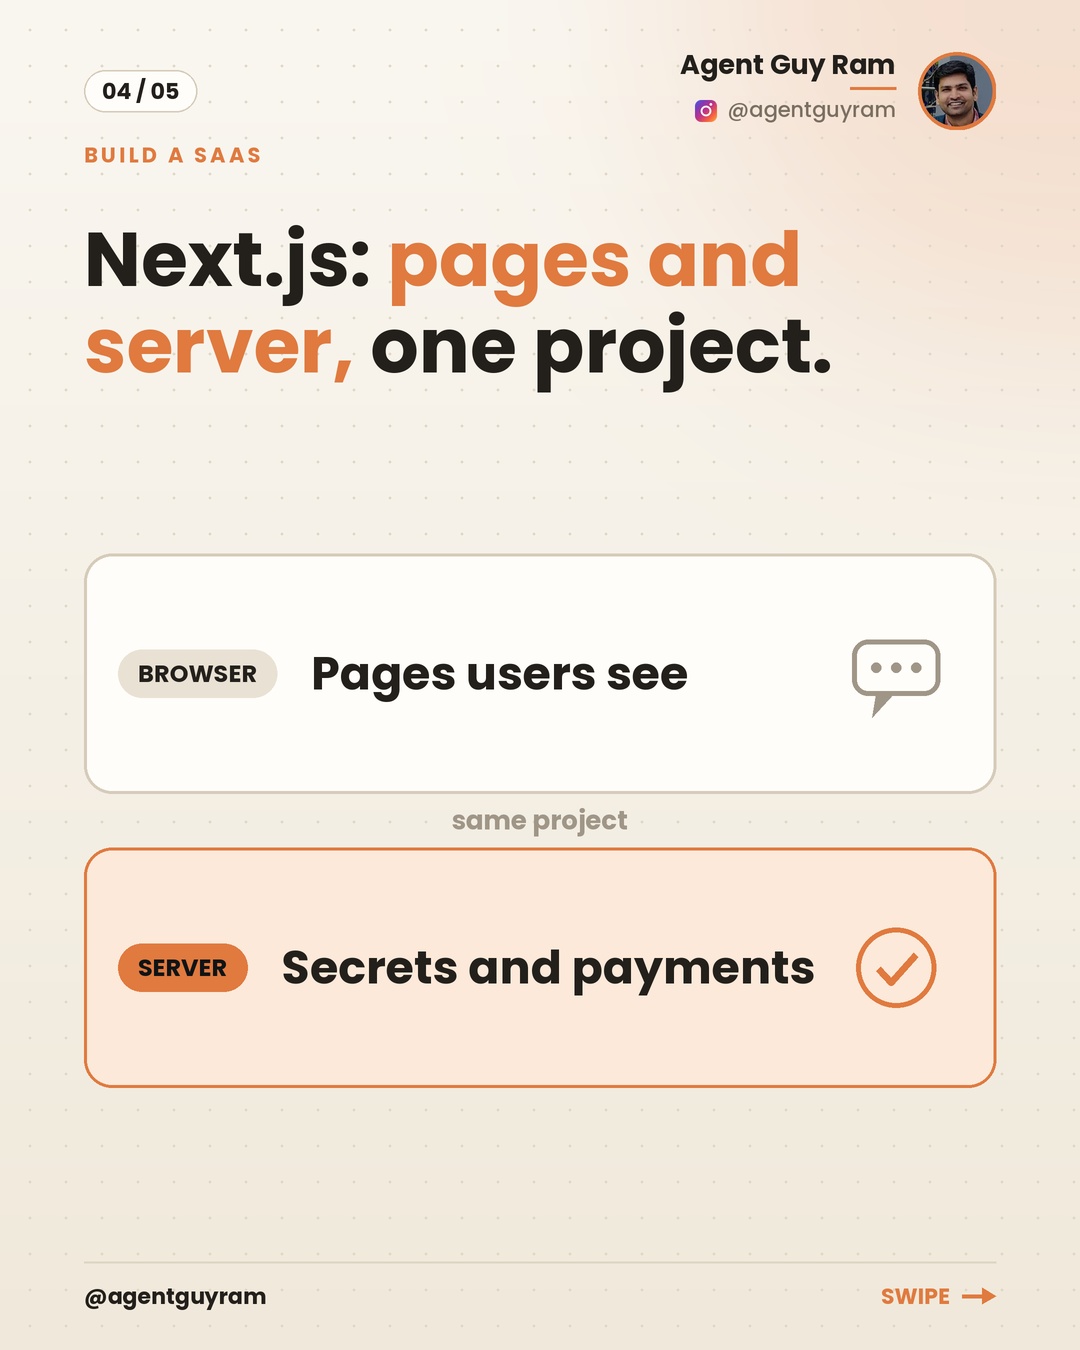 04 / 05
Agent Guy Ram
@agentguyram
BUILD A SAAS
Next.js: pages and
server, one project.
BROWSER
Pages users see
same project
SERVER
Secrets and payments
@agentguyram
SWIPE